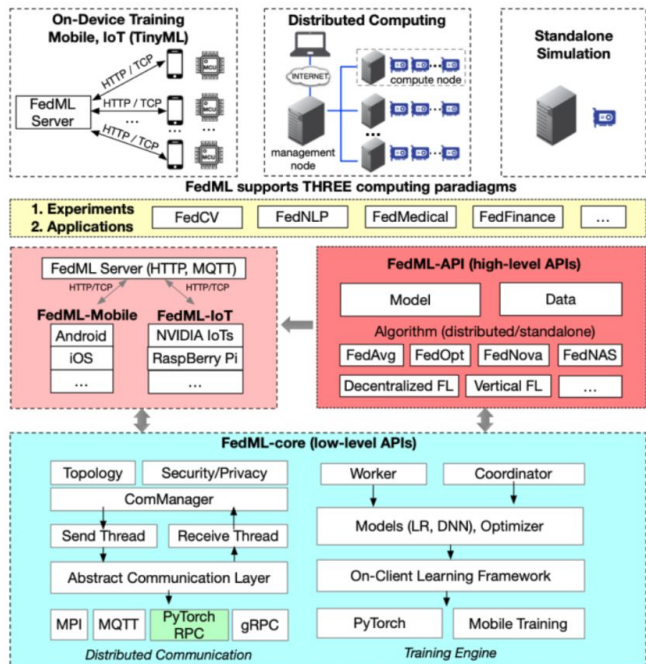 On-Device Training
Mobile, IoT (TinyML)
HTTP / TCP
FedML
Server
HTTP / TCP
...
...
HTTP / TCP
MCU
MCU
MCU
Distributed Computing
INTERNET
compute node
management
node
Standalone
Simulation
FedML supports THREE computing paradiagms
1. Experiments
2. Applications
FedCV
FedNLP
FedMedical
FedFinance
...
FedML Server (HTTP, MQTT)
HTTP/TCP
HTTP/TCP
FedML-Mobile
Android
iOS
...
FedML-IoT
NVIDIA IoTs
RaspBerry Pi
...
FedML-API (high-level APIs)
Model
Data
Algorithm (distributed/standalone)
FedAvg
FedOpt
FedNova
FedNAS
Decentralized FL
Vertical FL
...
FedML-core (low-level APIs)
Topology
Security/Privacy
ComManager
Send Thread
Receive Thread
Abstract Communication Layer
MPI
MQTT
PyTorch
RPC
gRPC
Distributed Communication
Worker
Coordinator
Models (LR, DNN), Optimizer
On-Client Learning Framework
PyTorch
Mobile Training
Training Engine